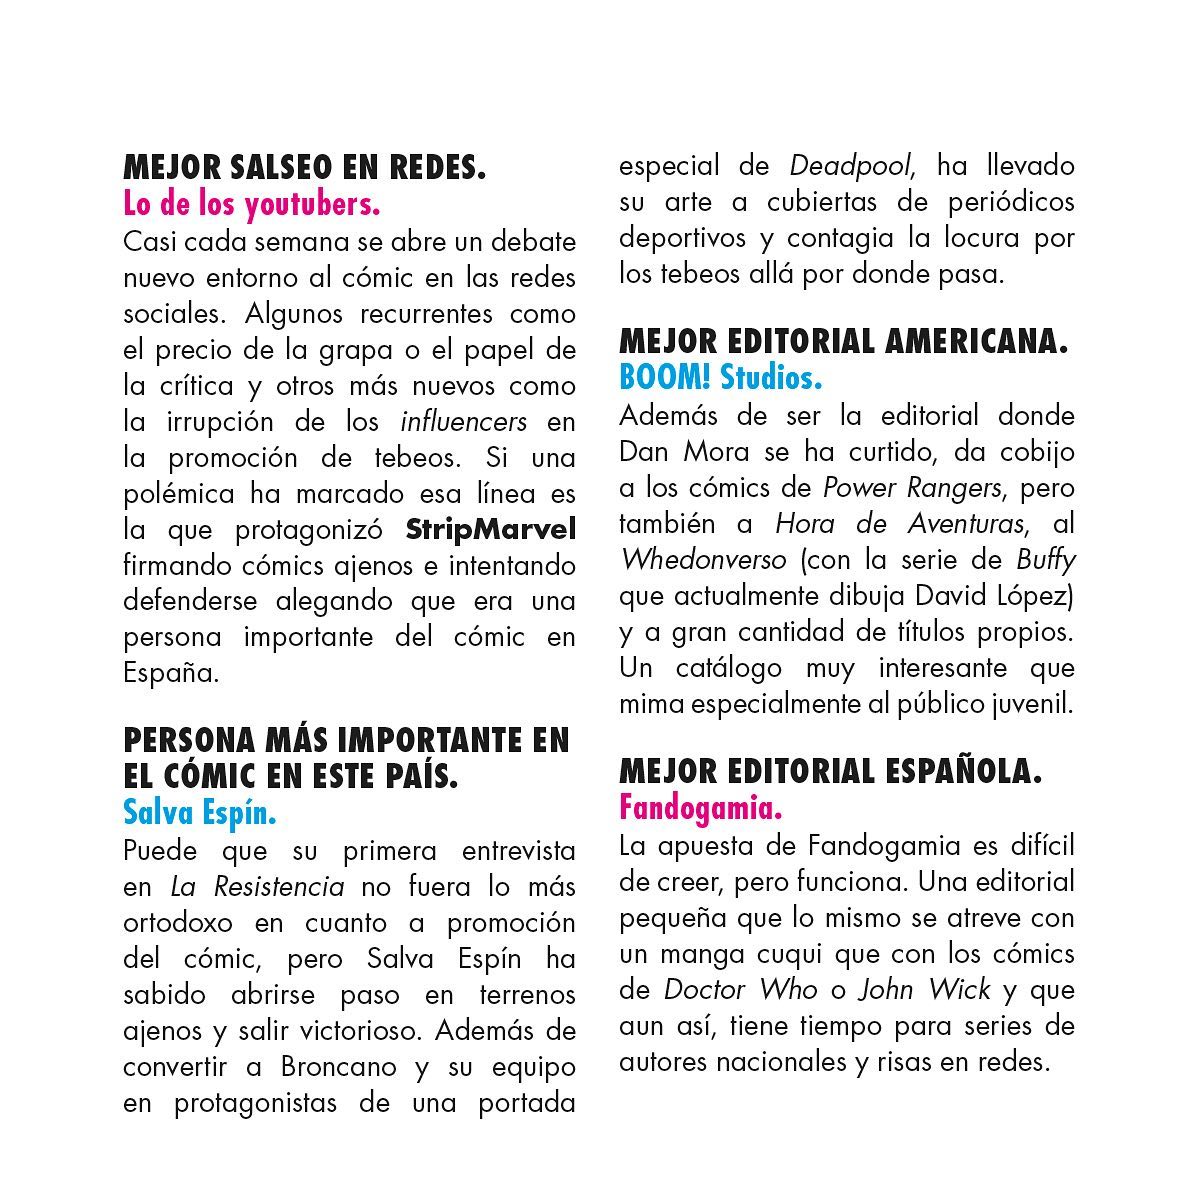 MEJOR SALSEO EN REDES.
Lo de los youtubers.
Casi cada semana se abre un debate
nuevo entorno al cómic en las redes
sociales. Algunos recurrentes como
el precio de la grapa o el papel de
la crítica y otros más nuevos como
la irrupción de los influencers en
la promoción de tebeos. Si una
polémica ha marcado esa línea es
la que protagonizó StripMarvel
firmando cómics ajenos e intentando
defenderse alegando que era una
persona importante del cómic en
España.
PERSONA MÁS IMPORTANTE EN
EL CÓMIC EN ESTE PAÍS.
Salva Espín.
Puede que su primera entrevista
en La Resistencia no fuera lo más
ortodoxo en cuanto a promoción
del cómic, pero Salva Espín ha
sabido abrirse paso en terrenos
ajenos y salir victorioso. Además de
convertir a Broncano y su equipo
en protagonistas de una portada
especial de Deadpool, ha llevado
su arte a cubiertas de periódicos
deportivos y contagia la locura por
los tebeos allá por donde pasa.
MEJOR EDITORIAL AMERICANA.
BOOM! Studios.
Además de ser la editorial donde
Dan Mora se ha curtido, da cobijo
a los cómics de Power Rangers, pero
también a Hora de Aventuras, al
Whedonverso (con la serie de Buffy
que actualmente dibuja David López)
y a gran cantidad de títulos propios.
Un catálogo muy interesante que
mima especialmente al público juvenil.
MEJOR EDITORIAL ESPAÑOLA.
Fandogamia.
La apuesta de Fandogamia es difícil
de creer, pero funciona. Una editorial
pequeña que lo mismo se atreve con
un manga cuqui que con los cómics
de Doctor Who o John Wick y que
aun así, tiene tiempo para series de
autores nacionales y risas en redes.